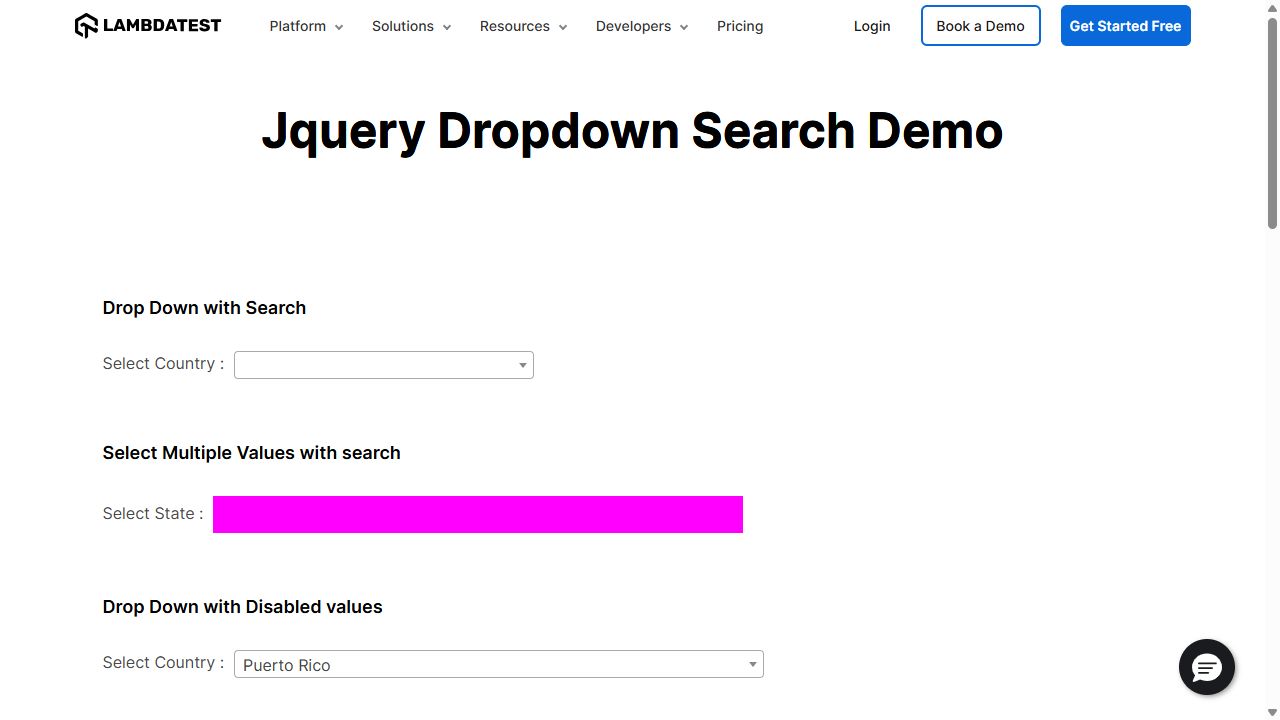 LAMBDATEST Platform Solutions Resources Developers Pricing Login Book a Demo Get Started Free
Jquery Dropdown Search Demo
Drop Down with Search
Select Country :
Select Multiple Values with search
Select State :
Drop Down with Disabled values
Select Country : Puerto Rico